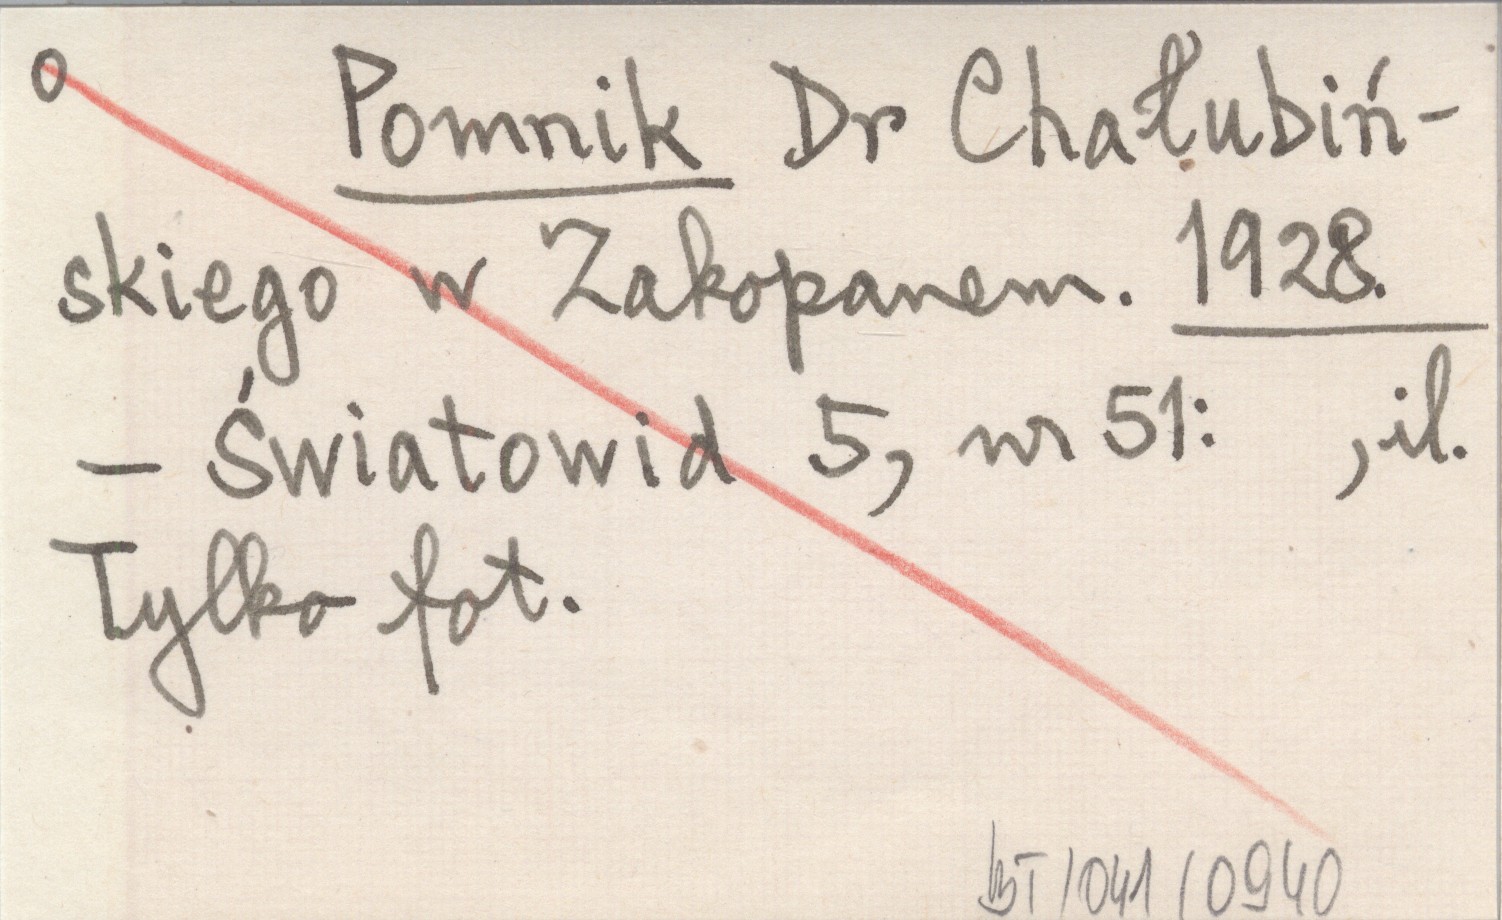 o Pomnik Dr Chałubiń-
skiego w Zakopanem. 1928.
– Światowid 5, nr 51: , il.
Tylko fot.
BT/041/0940